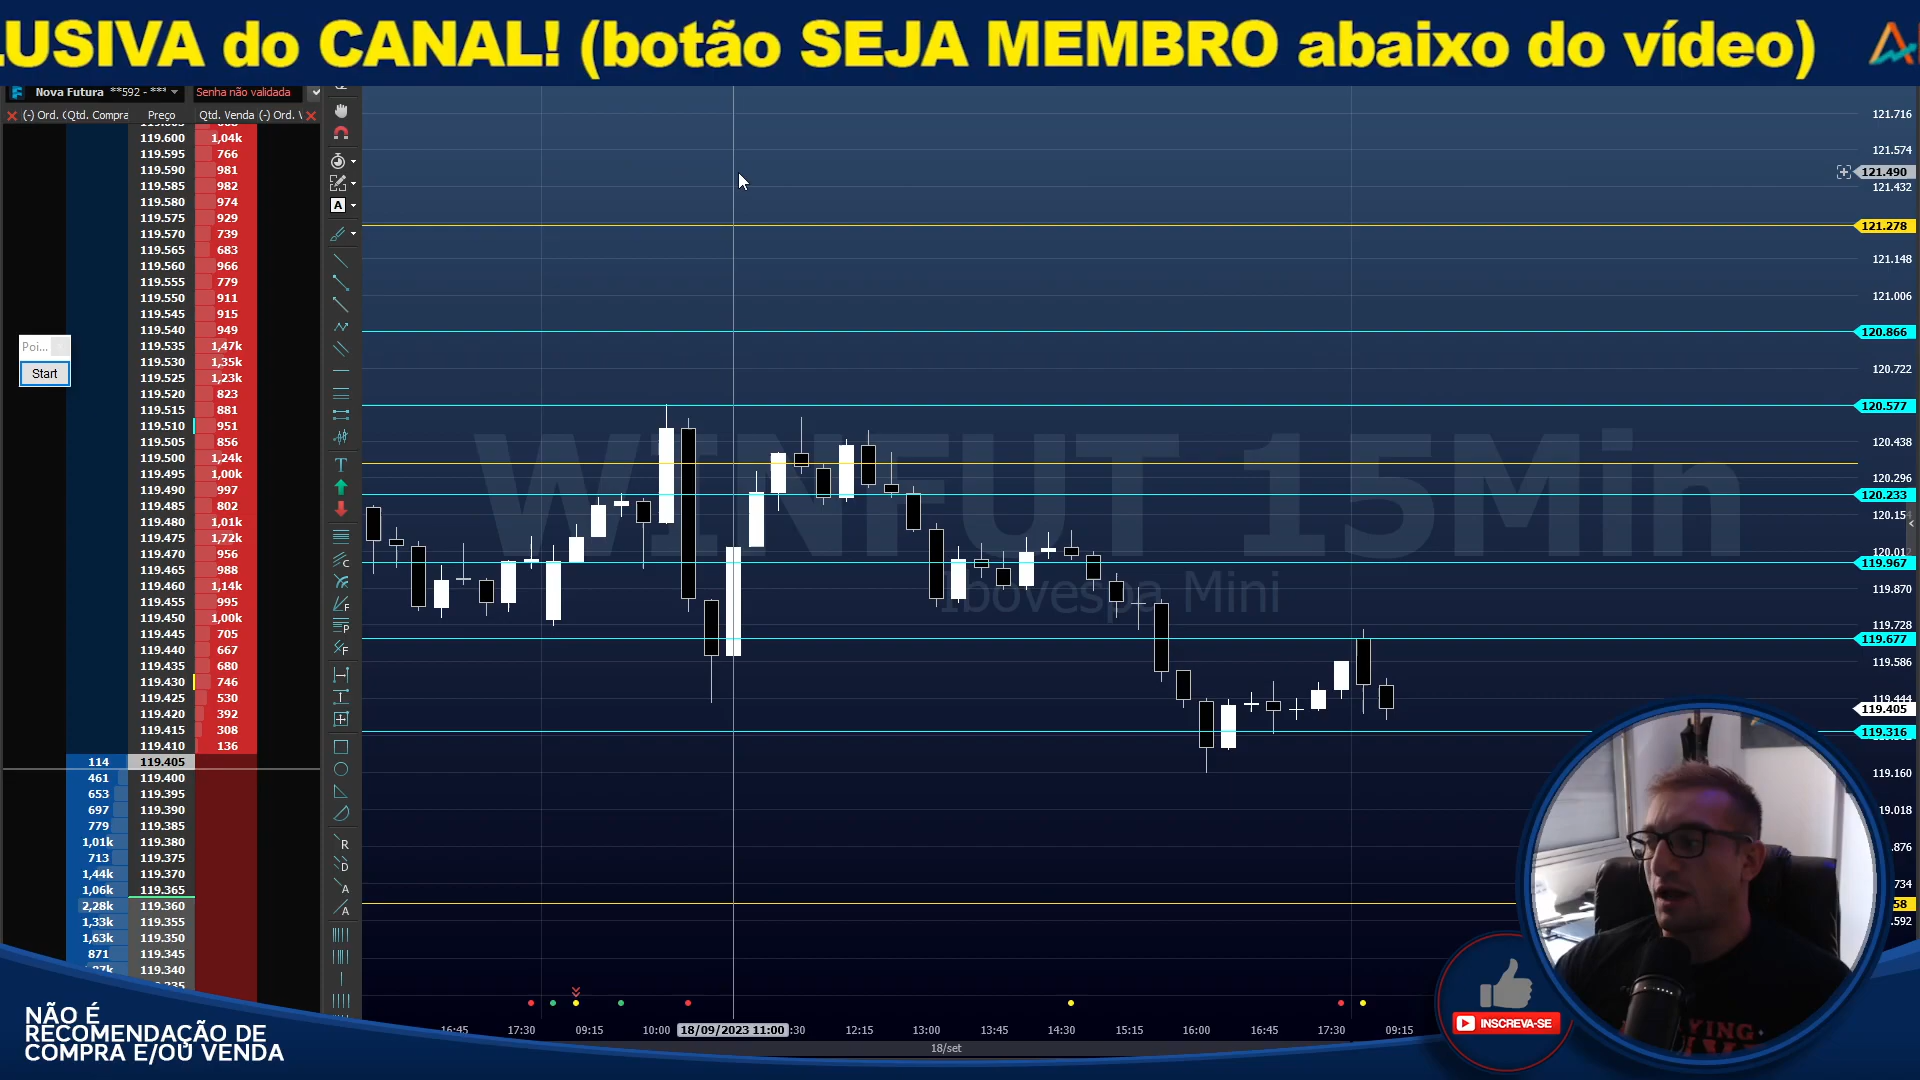 LUSIVA do CANAL! (botão SEJA MEMBRO abaixo do vídeo)
Nova Futura **592 - *** Senha não validada
(-) Ord. Qtd. Compra Preço Qtd. Venda (-) Ord.
119.600 1,04k
119.595 766
119.590 981
119.585 982
119.580 974
119.575 929
119.570 739
119.565 683
119.560 966
119.555 779
119.550 911
119.545 915
119.540 949
119.535 1,47k
119.530 1,35k
119.525 1,23k
119.520 823
119.515 881
119.510 951
119.505 856
119.500 1,24k
119.495 1,00k
119.490 997
119.485 802
119.480 1,01k
119.475 1,72k
119.470 956
119.465 988
119.460 1,14k
119.455 995
119.450 1,00k
119.445 705
119.440 667
119.435 680
119.430 746
119.425 530
119.420 392
119.415 308
119.410 136
114 119.405
461 119.400
653 119.395
697 119.390
779 119.385
1,01k 119.380
713 119.375
1,44k 119.370
1,06k 119.365
2,28k 119.360
1,33k 119.355
1,63k 119.350
871 119.345
119.340
Poi...
Start
WINFUT 15Min
Ibovespa Mini
121.716
121.574
121.490
121.432
121.278
121.148
121.006
120.866
120.722
120.577
120.438
120.296
120.233
120.154
120.012
119.967
119.870
119.728
119.677
119.586
119.444
119.405
119.316
119.160
19.018
.876
734
58
.592
16:45 17:30 09:15 10:00 18/09/2023 11:00 :30 12:15 13:00 13:45 14:30 15:15 16:00 16:45 17:30 09:15
18/set
NÃO É
RECOMENDAÇÃO DE
COMPRA E/OU VENDA
INSCREVA-SE